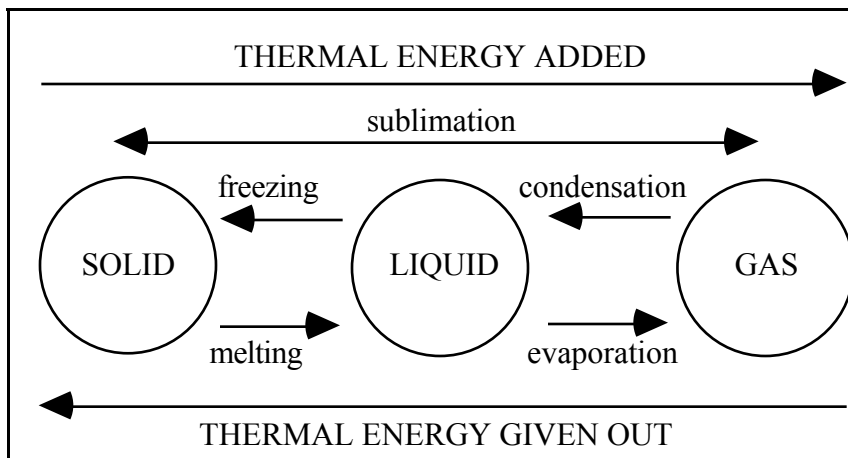 THERMAL ENERGY ADDED
sublimation
freezing condensation
SOLID LIQUID GAS
melting evaporation
THERMAL ENERGY GIVEN OUT